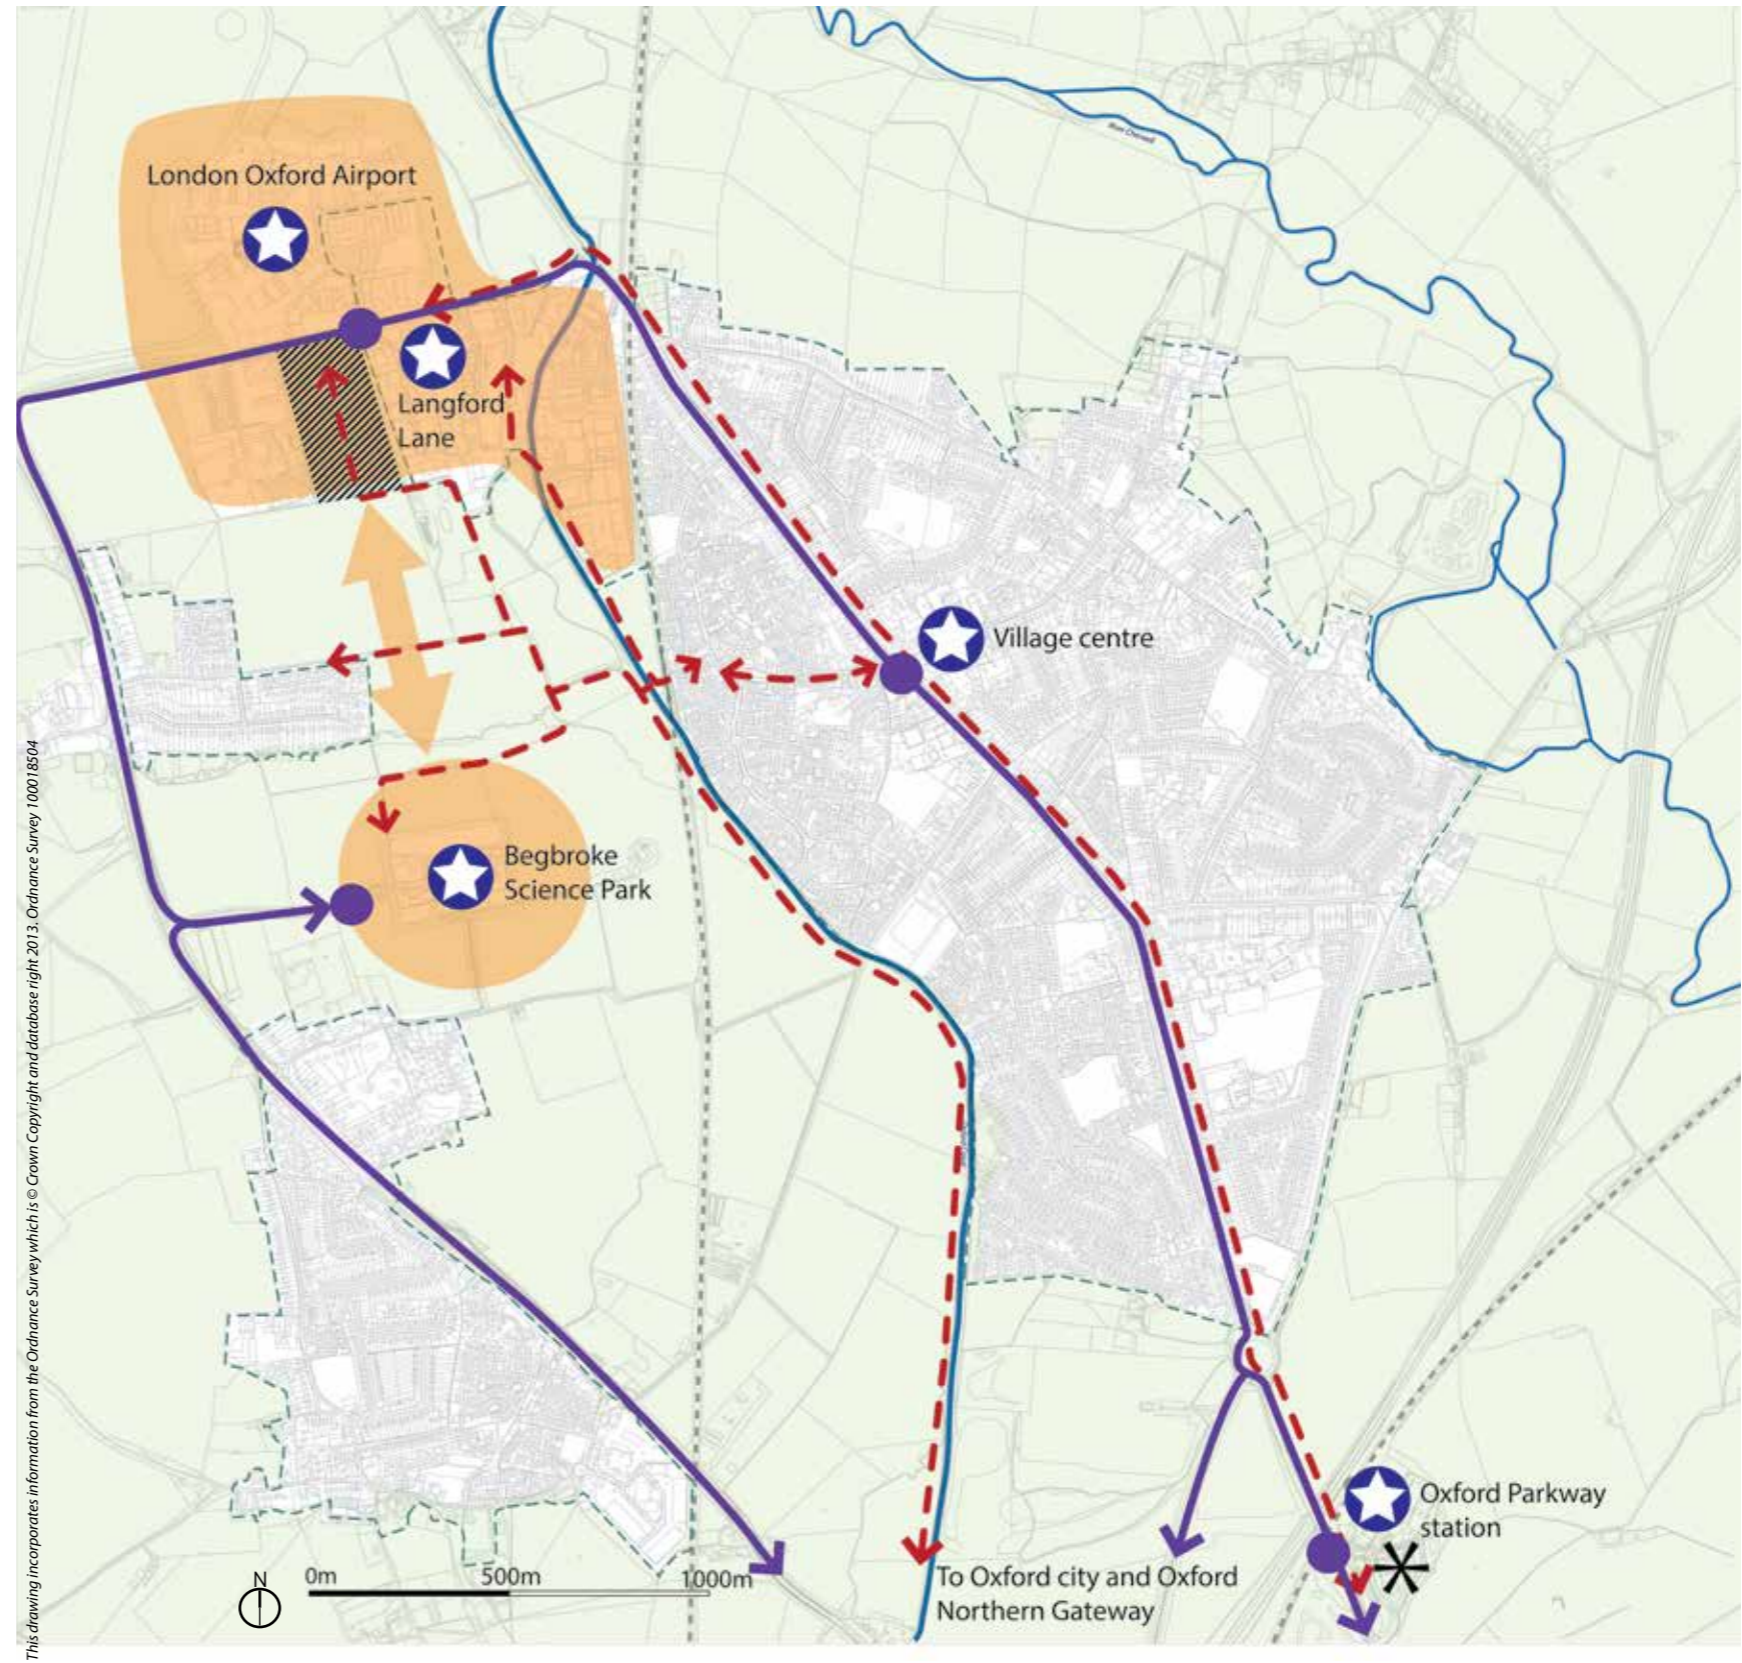 London Oxford Airport
Langford
Lane
Village centre
Begbroke
Science Park
Oxford Parkway
station
To Oxford city and Oxford
Northern Gateway
N
0m
500m
1000m
This drawing incorporates information from the Ordnance Survey which is © Crown Copyright and database right 2013. Ordnance Survey 100018504
River Cherwell